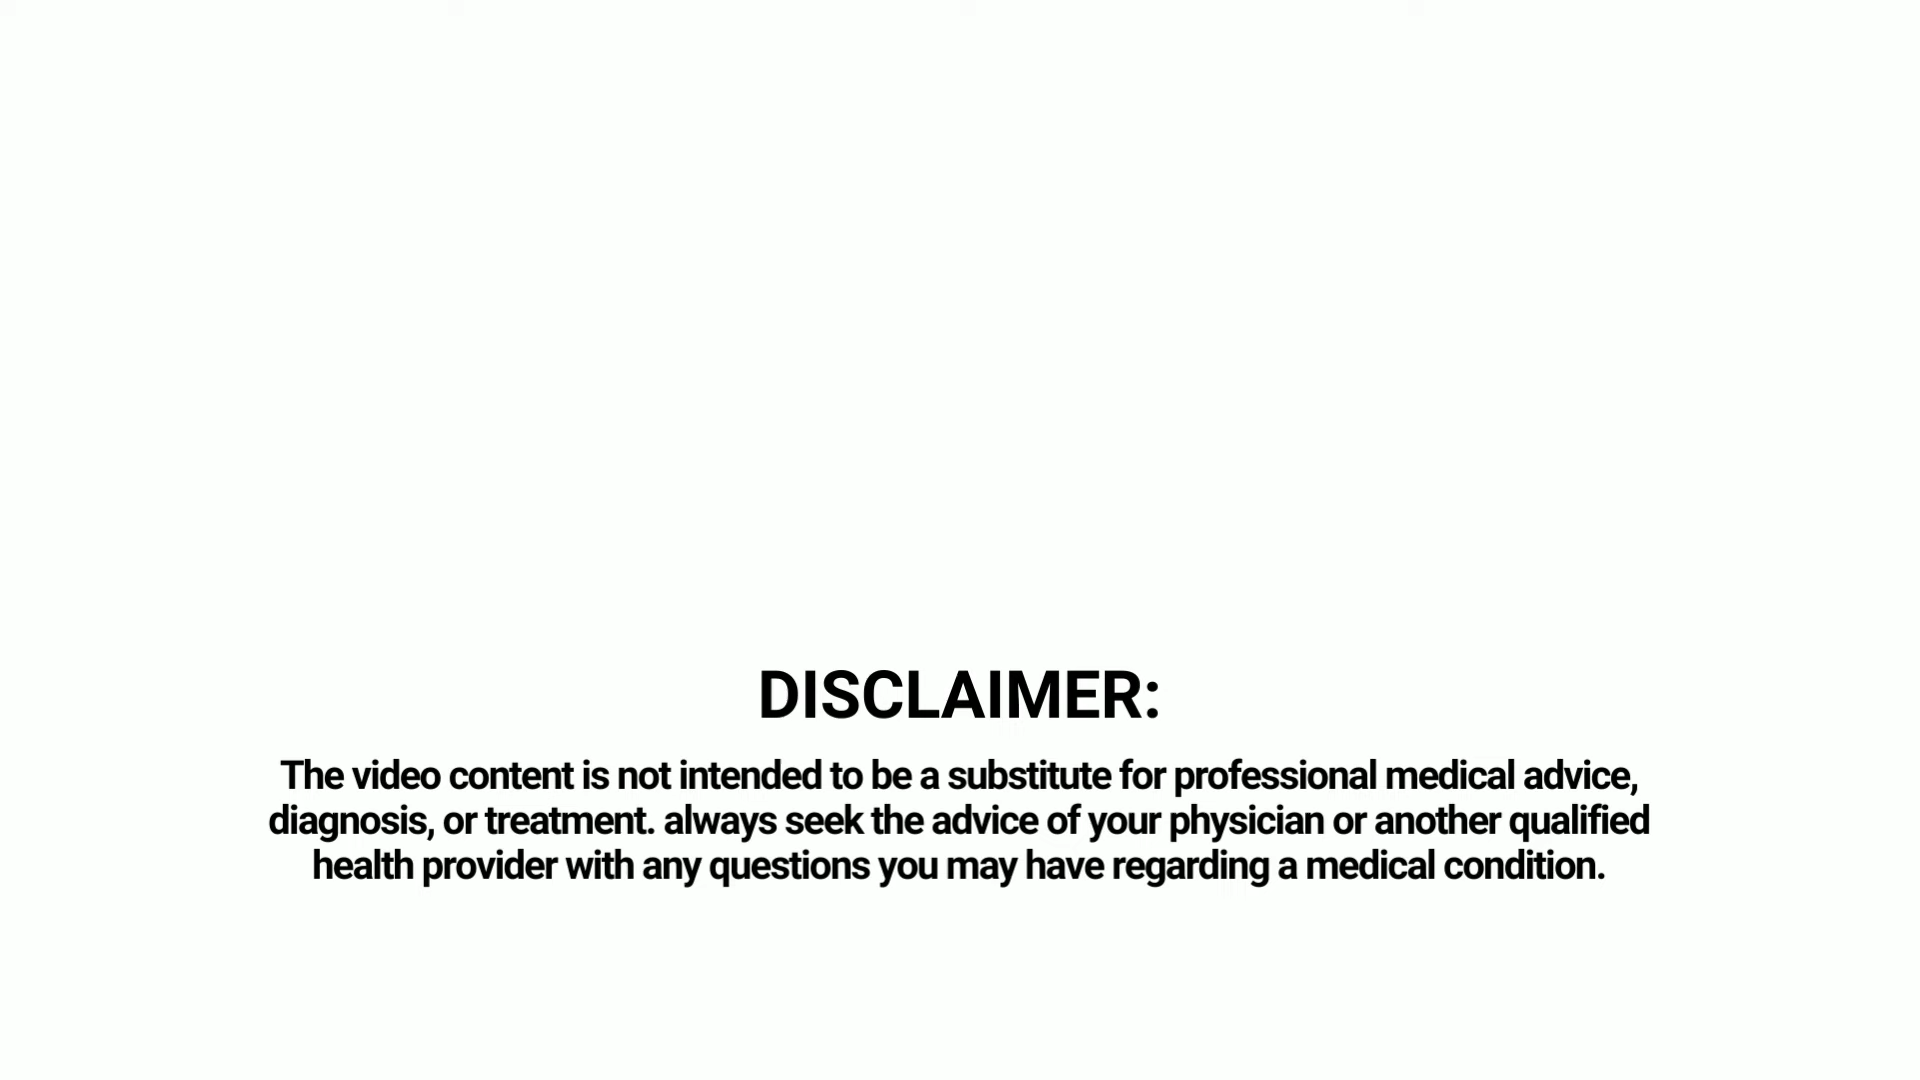 DISCLAIMER:
The video content is not intended to be a substitute for professional medical advice,
diagnosis, or treatment. always seek the advice of your physician or another qualified
health provider with any questions you may have regarding a medical condition.